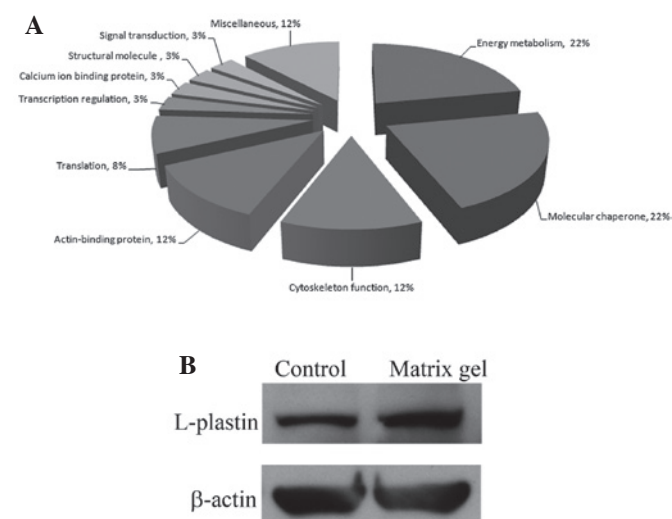 A
Miscellaneous, 12%
Signal transduction, 3%
Structural molecule , 3%
Calcium ion binding protein, 3%
Transcription regulation, 3%
Translation, 8%
Actin-binding protein, 12%
Energy metabolism, 22%
Molecular chaperone, 22%
Cytoskeleton function, 12%
B
Control Matrix gel
L-plastin
β-actin